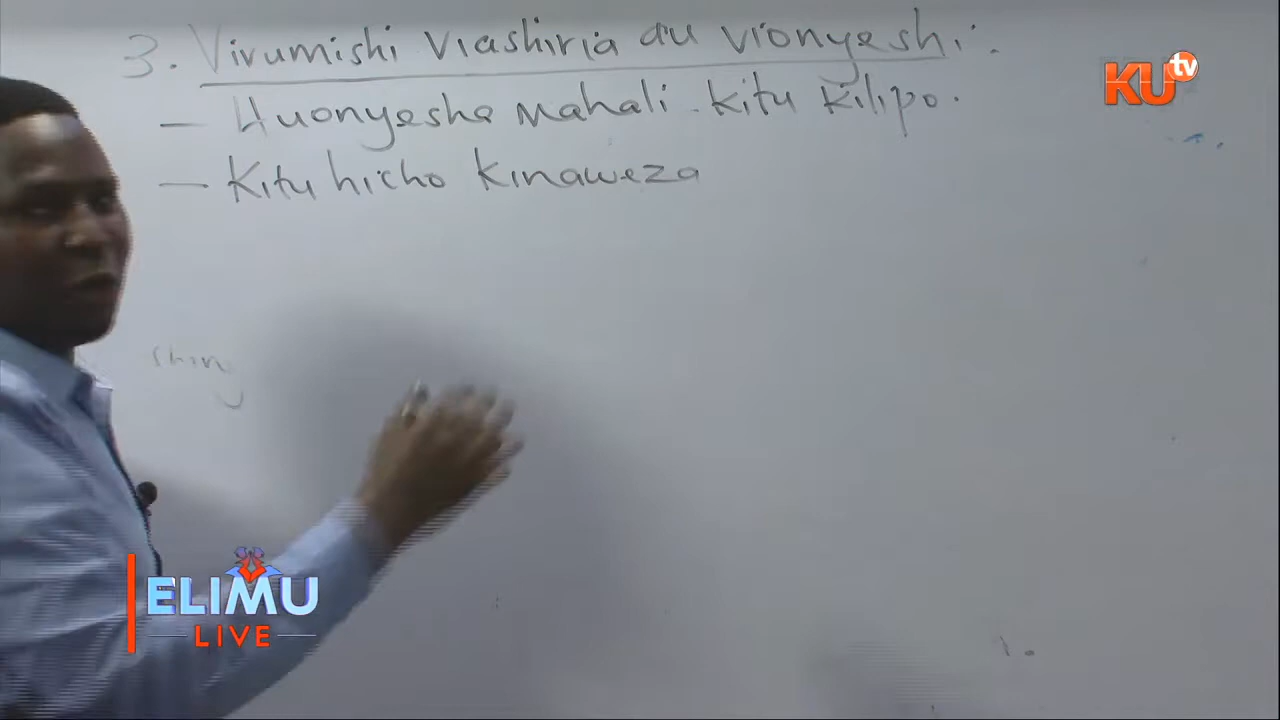 3. Vivumishi viashiria au vionyeshi.
- Huonyesha mahali kitu kilipo.
- Kitu hicho kinaweza
KU tv
ELIMU
LIVE